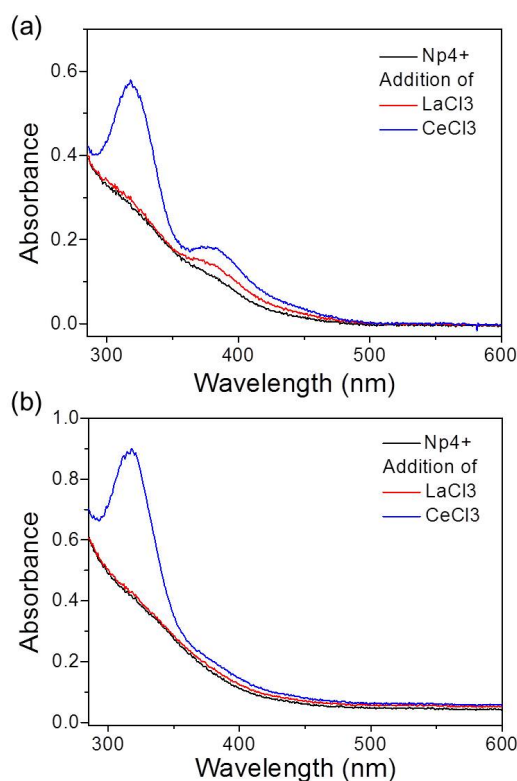 (a)
Np4+
Addition of
LaCl3
CeCl3
0.6
0.4
0.2
0.0
Absorbance
300
400
500
600
Wavelength (nm)
(b)
Np4+
Addition of
LaCl3
CeCl3
1.0
0.8
0.6
0.4
0.2
0.0
Absorbance
300
400
500
600
Wavelength (nm)